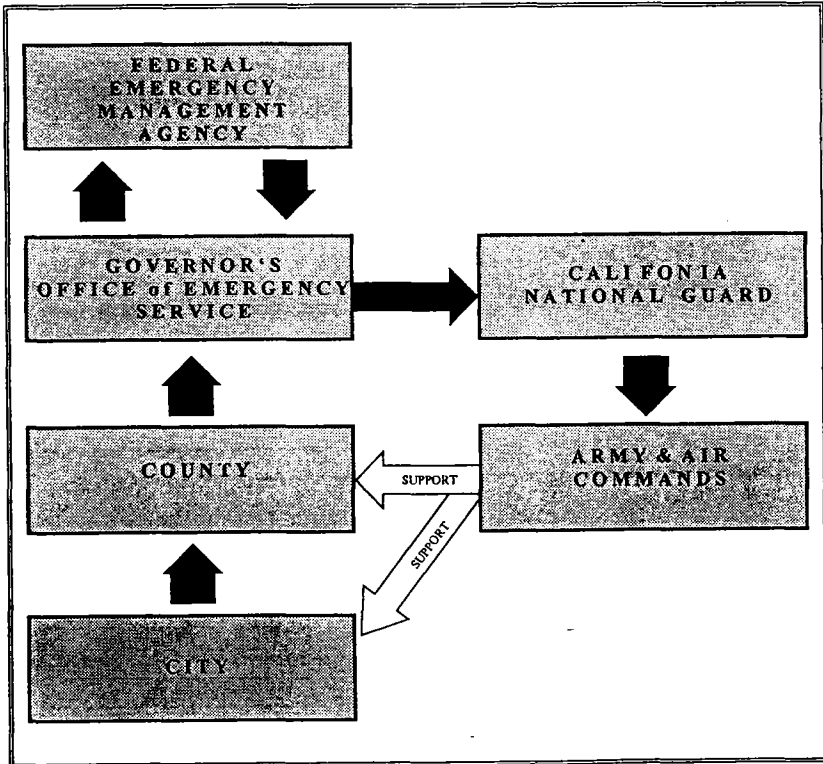 FEDERAL
EMERGENCY
MANAGEMENT
AGENCY
GOVERNOR'S
OFFICE of EMERGENCY
SERVICE
CALIFONIA
NATIONAL GUARD
COUNTY
SUPPORT
ARMY & AIR
COMMANDS
SUPPORT
CITY